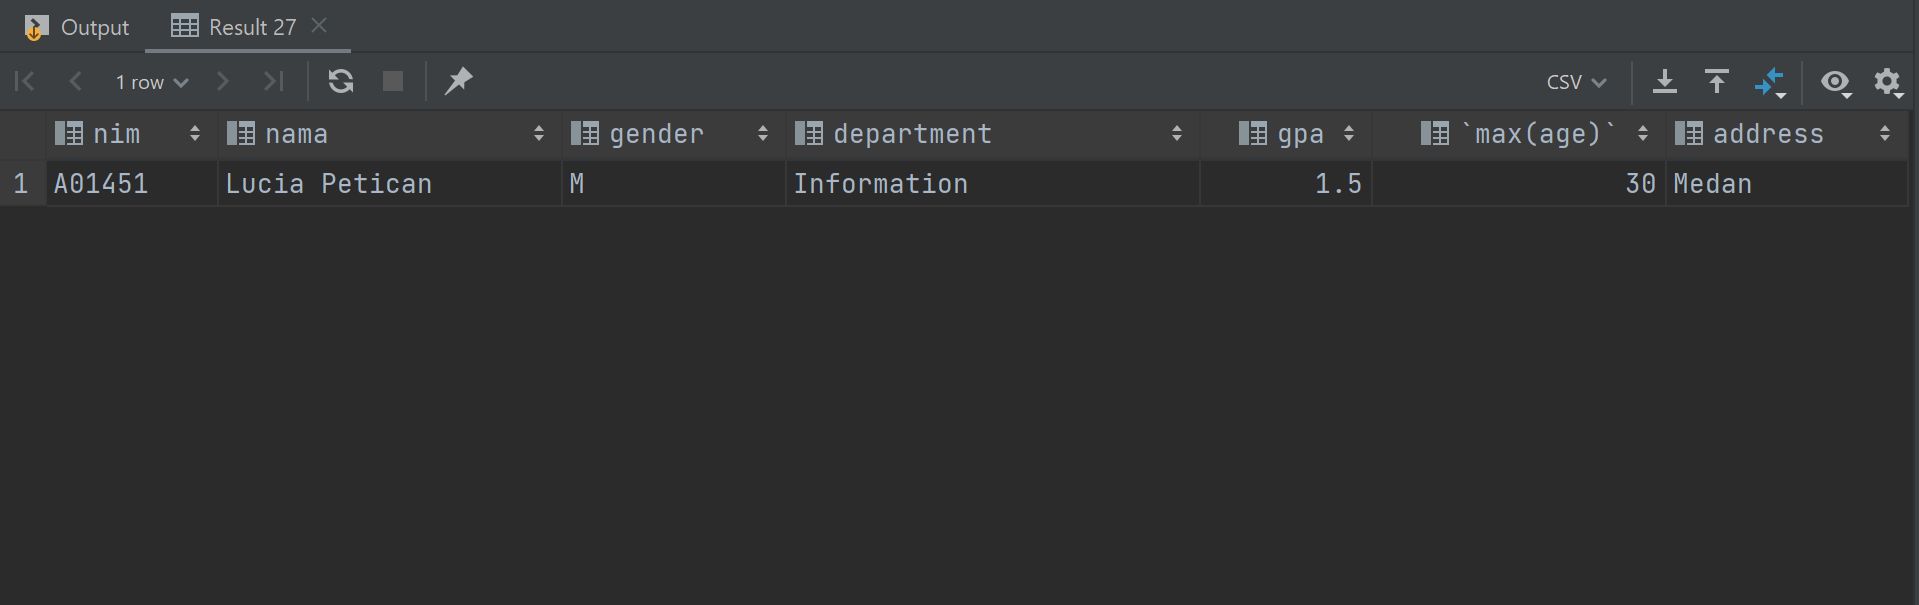 Output Result 27
1 row CSV
nim nama gender department gpa `max(age)` address
1 A01451 Lucia Petican M Information 1.5 30 Medan